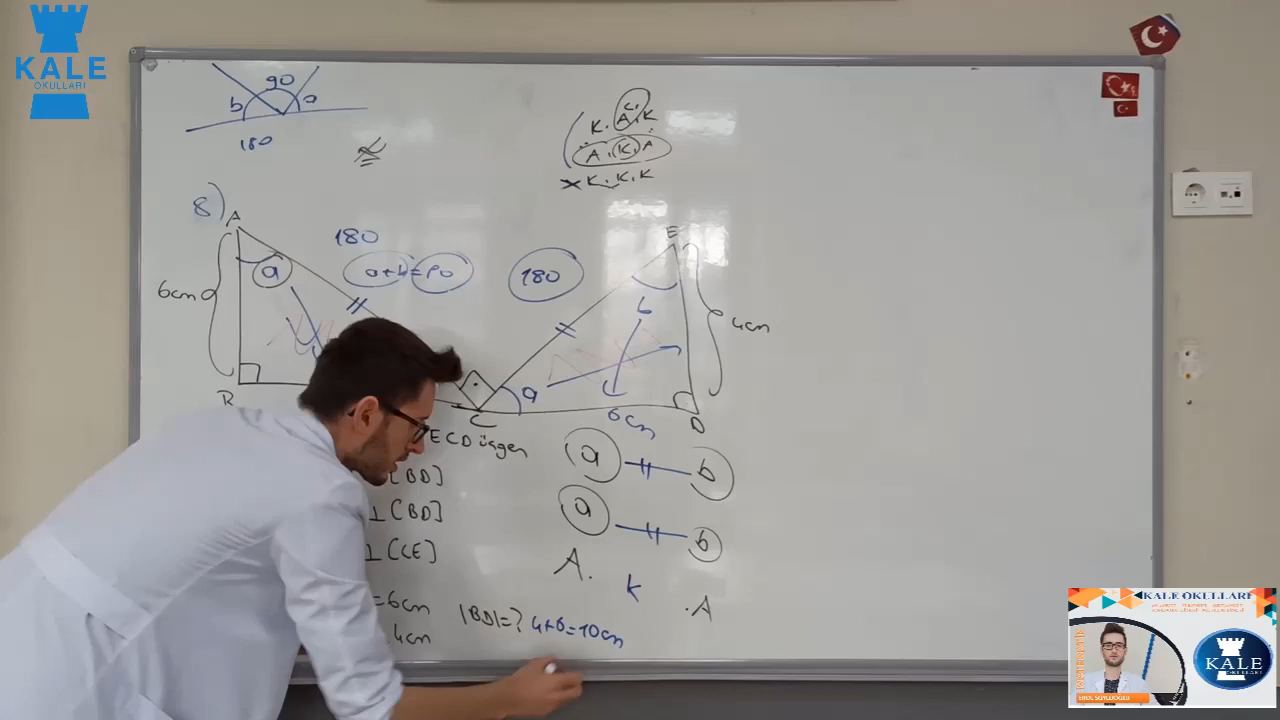 KALE
OKULLARI
90
b
a
180
K.A.K
A.K.A
K.K.K
8)
A
180
a
a+b=90
180
E
b
6cm
4cm
a
6cm
B
C
D
ECD üçgen
a
b
[BD]
⊥ [BD]
a
b
⊥ [CE]
A.
K
.A
=6cm
|BD|=? 4+6=10cm
4cm
KALE OKULLARI
KALE
OKULLARI